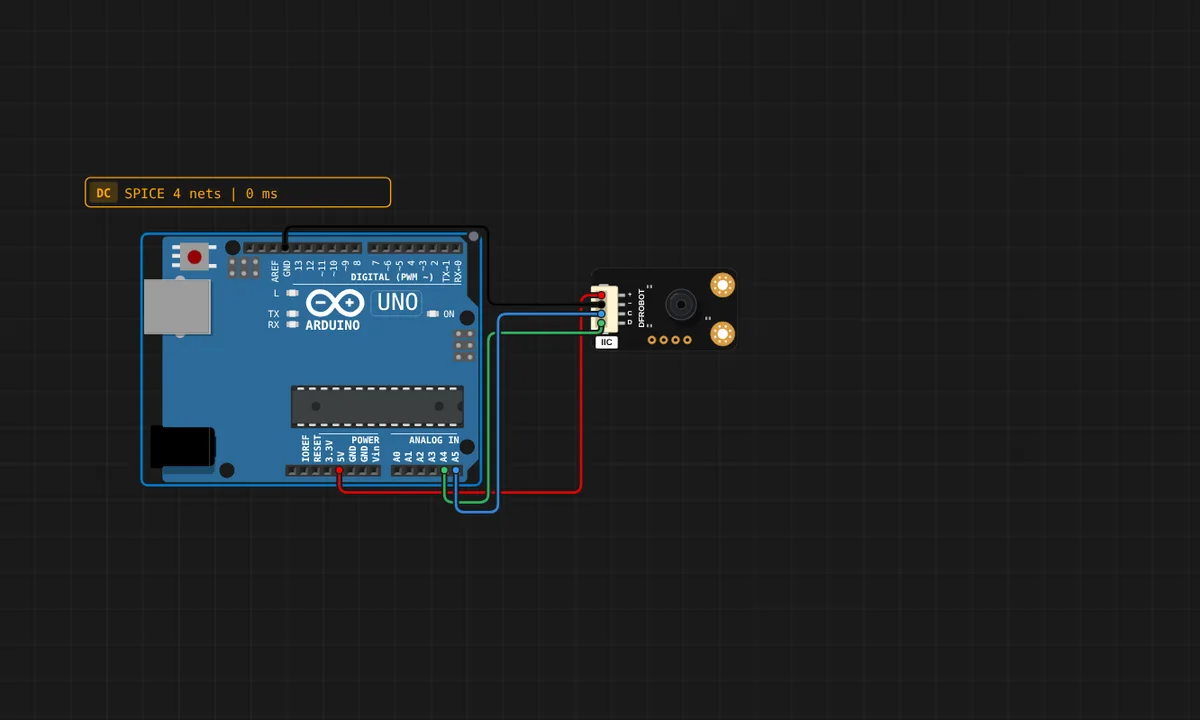 DC SPICE 4 nets | 0 ms
AREF
GND
13
12
~11
~10
~9
8
7
~6
~5
4
~3
2
TX→1
RX←0
DIGITAL (PWM ~)
L
TX
RX
UNO
ON
ARDUINO
+
-
C
D
DFROBOT
IIC
IOREF
RESET
3.3V
5V
GND
GND
Vin
POWER
ANALOG IN
A0
A1
A2
A3
A4
A5